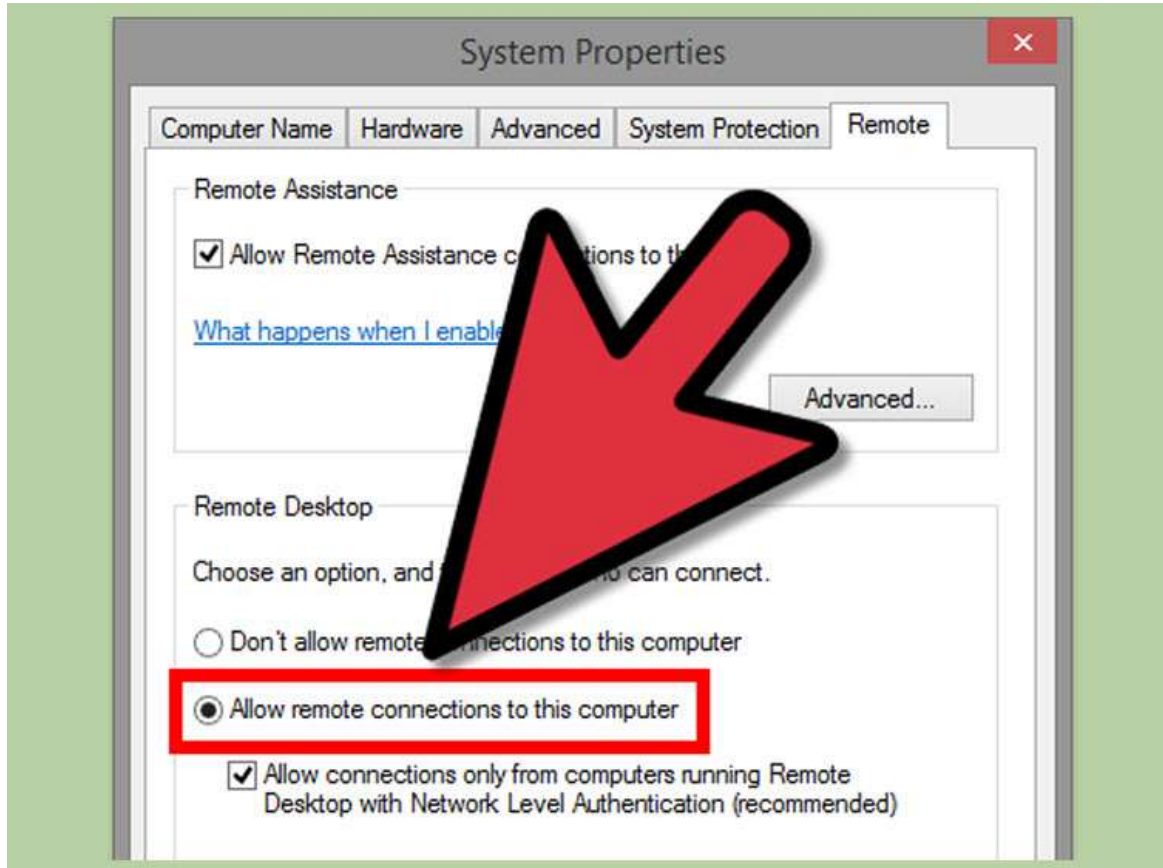 System Properties
Computer Name Hardware Advanced System Protection Remote
Remote Assistance
Allow Remote Assistance to
What happens when I enable
Advanced...
Remote Desktop
Choose an option, and can connect.
Don't allow remote connections to this computer
Allow remote connections to this computer
Allow connections only from computers running Remote
Desktop with Network Level Authentication (recommended)